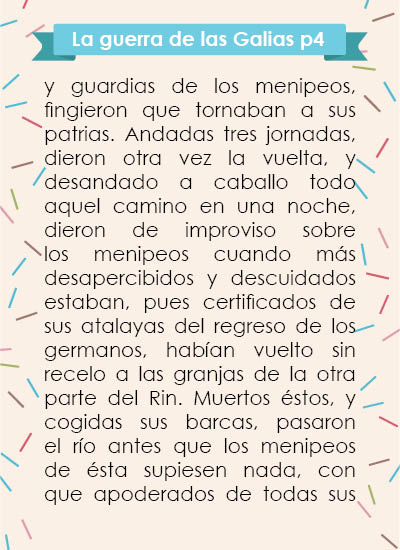 La guerra de las Galias p4
y guardias de los menipeos,
fingieron que tornaban a sus
patrias. Andadas tres jornadas,
dieron otra vez la vuelta, y
desandado a caballo todo
aquel camino en una noche,
dieron de improviso sobre
los menipeos cuando más
desapercibidos y descuidados
estaban, pues certificados de
sus atalayas del regreso de los
germanos, habían vuelto sin
recelo a las granjas de la otra
parte del Rin. Muertos éstos, y
cogidas sus barcas, pasaron
el río antes que los menipeos
de ésta supiesen nada, con
que apoderados de todas sus